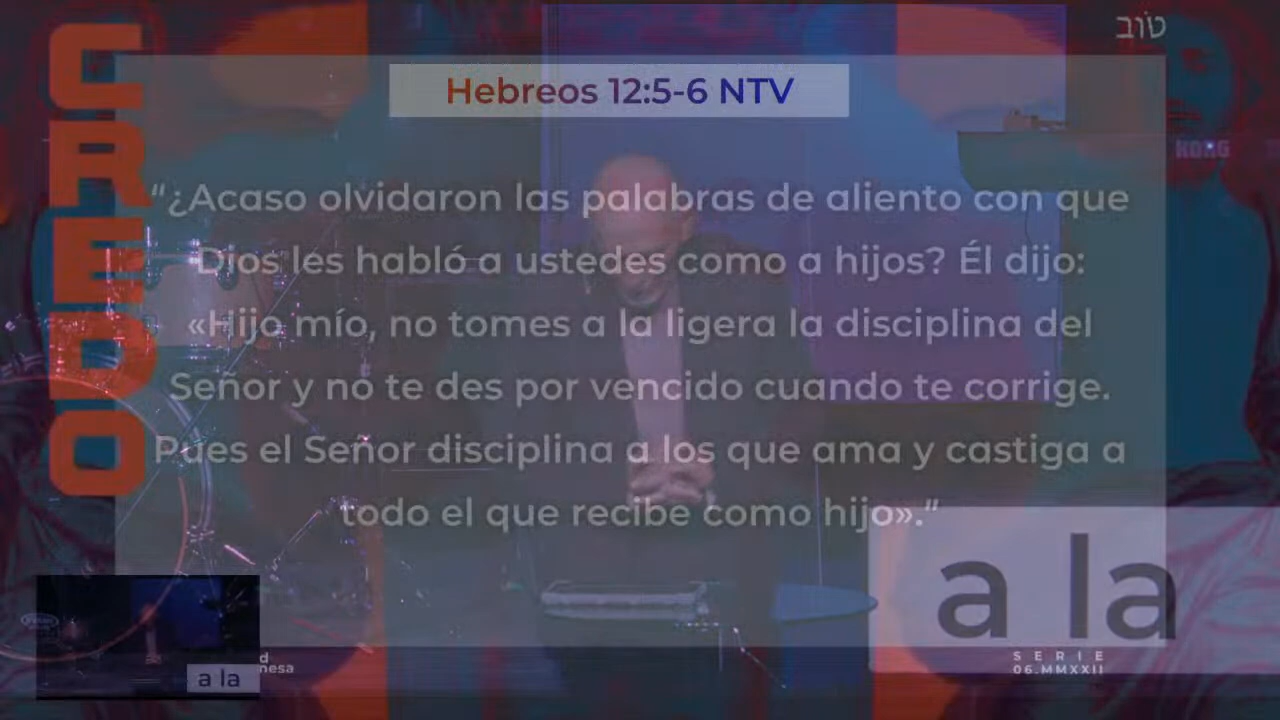 טוֹב
CREDO
Hebreos 12:5-6 NTV
KORG
“¿Acaso olvidaron las palabras de aliento con que
Dios les habló a ustedes como a hijos? Él dijo:
«Hijo mío, no tomes a la ligera la disciplina del
Señor y no te des por vencido cuando te corrige.
Pues el Señor disciplina a los que ama y castiga a
todo el que recibe como hijo».”
a la
SERIE
06.MMXXII
a la